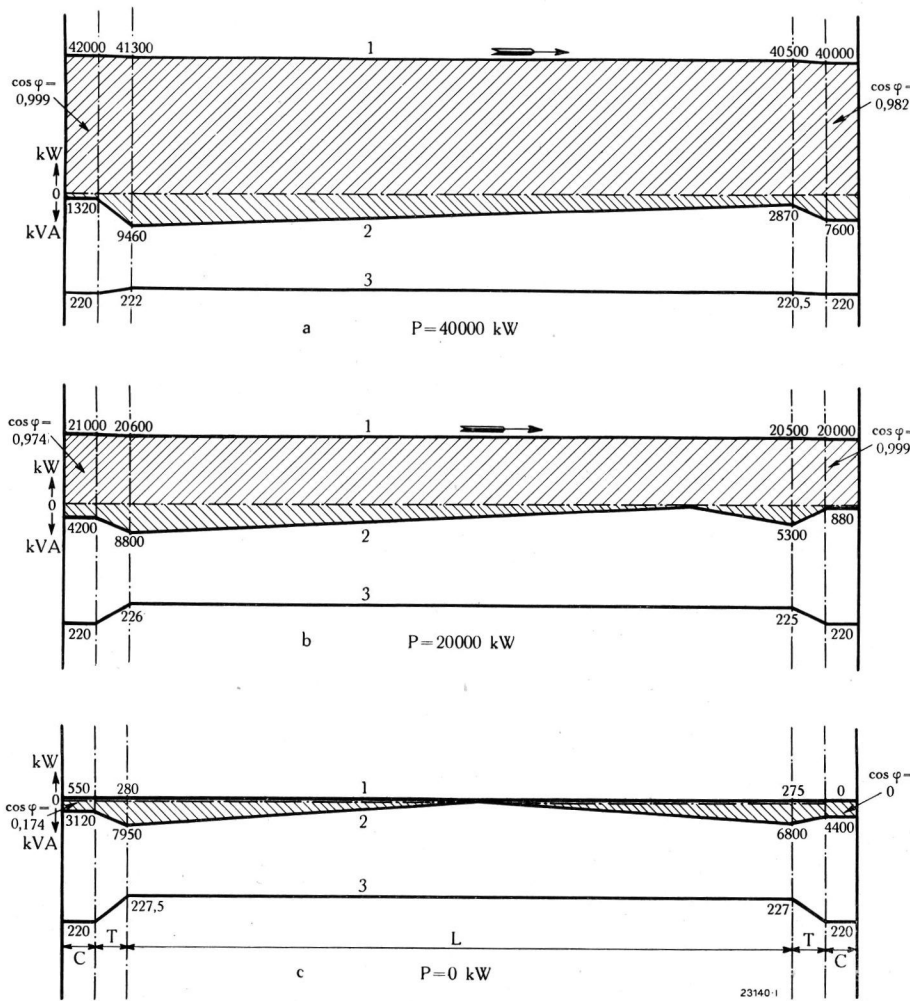 42000 41300 1 40500 40000
cos φ = 0,999
cos φ = 0,982
kW
0
kVA
1320
9460
2
2870
7600
3
220 222 220,5 220
a P=40000 kW
cos φ = 0,974
21000 20600 1 20500 20000
cos φ = 0,999
kW
0
kVA
4200
8800
2
5300
880
3
220 226 225 220
b P=20000 kW
kW
0
kVA
550 280 1 275 0
cos φ = 0,174
cos φ = 0
3120
7950
2
6800
4400
3
220 227,5 227 220
C T L T C
c P=0 kW
23140·I